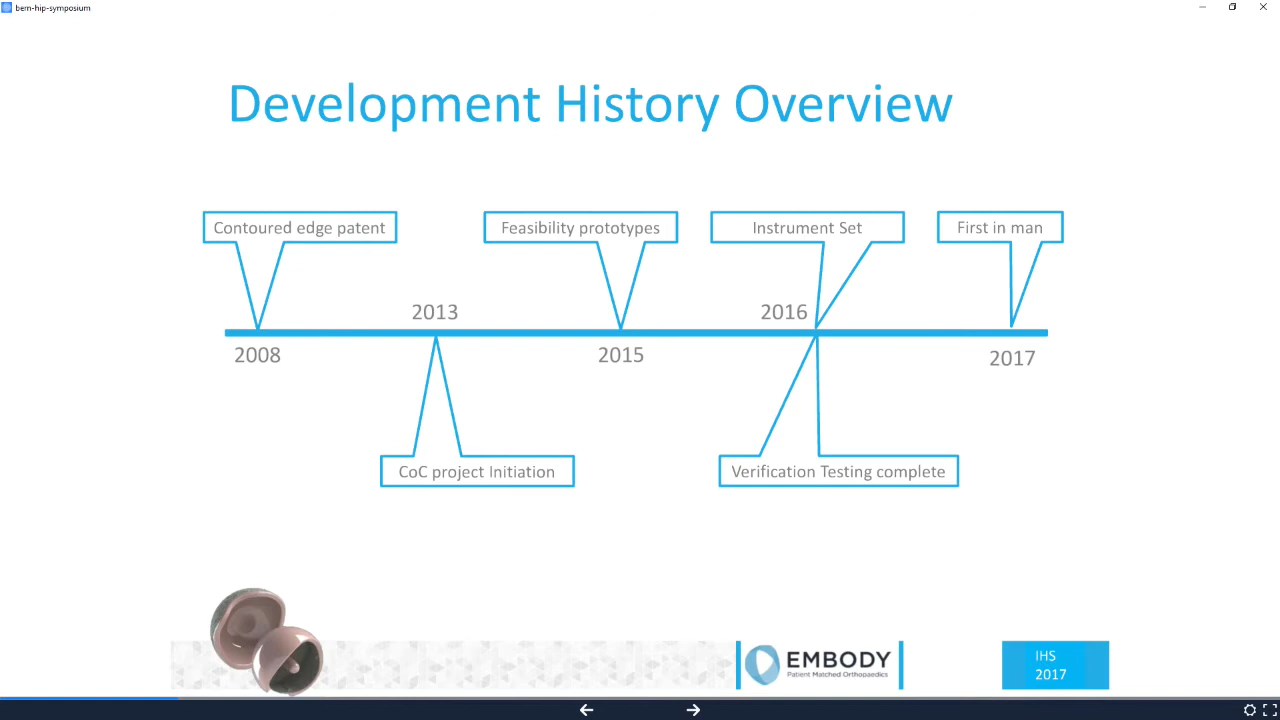 bern-hip-symposium
Development History Overview
Contoured edge patent
Feasibility prototypes
Instrument Set
First in man
2013
2016
2008
2015
2017
CoC project Initiation
Verification Testing complete
EMBODY
Patient Matched Orthopaedics
IHS
2017